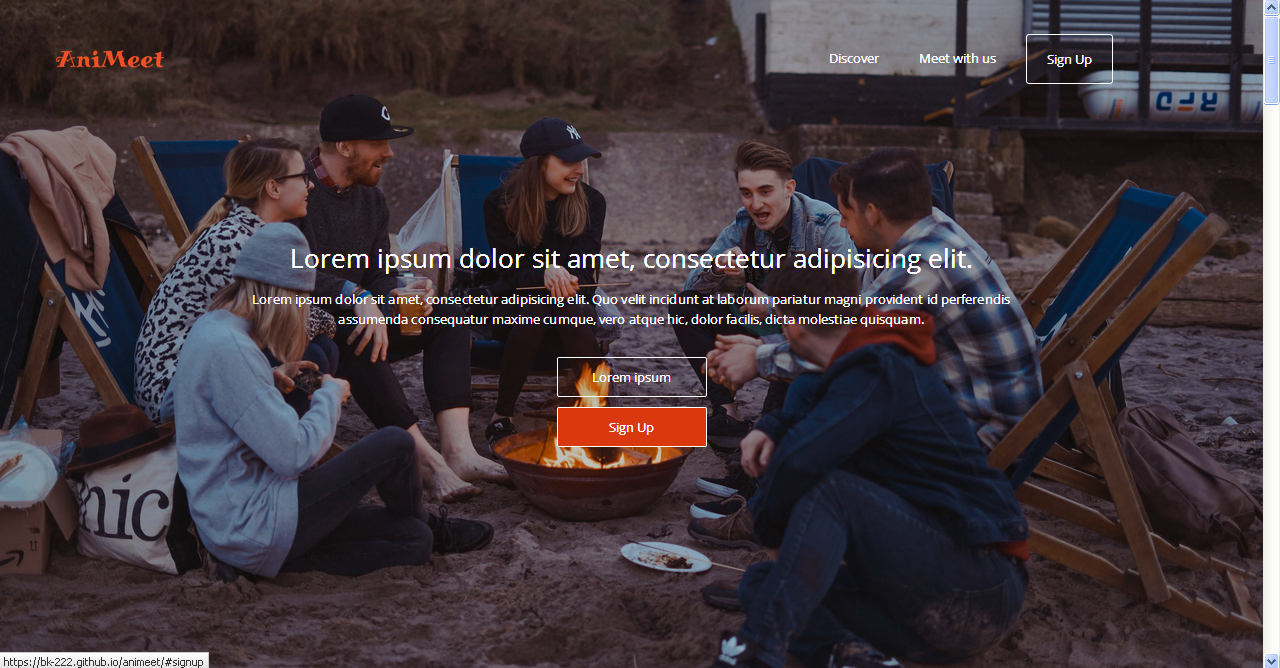 AniMeet
Discover
Meet with us
Sign Up
RFD
Lorem ipsum dolor sit amet, consectetur adipisicing elit.
Lorem ipsum dolor sit amet, consectetur adipisicing elit. Quo velit incidunt at laborum pariatur magni provident id perferendis
assumenda consequatur maxime cumque, vero atque hic, dolor facilis, dicta molestiae quisquam.
Lorem ipsum
Sign Up
nic
https://bk-222.github.io/animeet/#signup